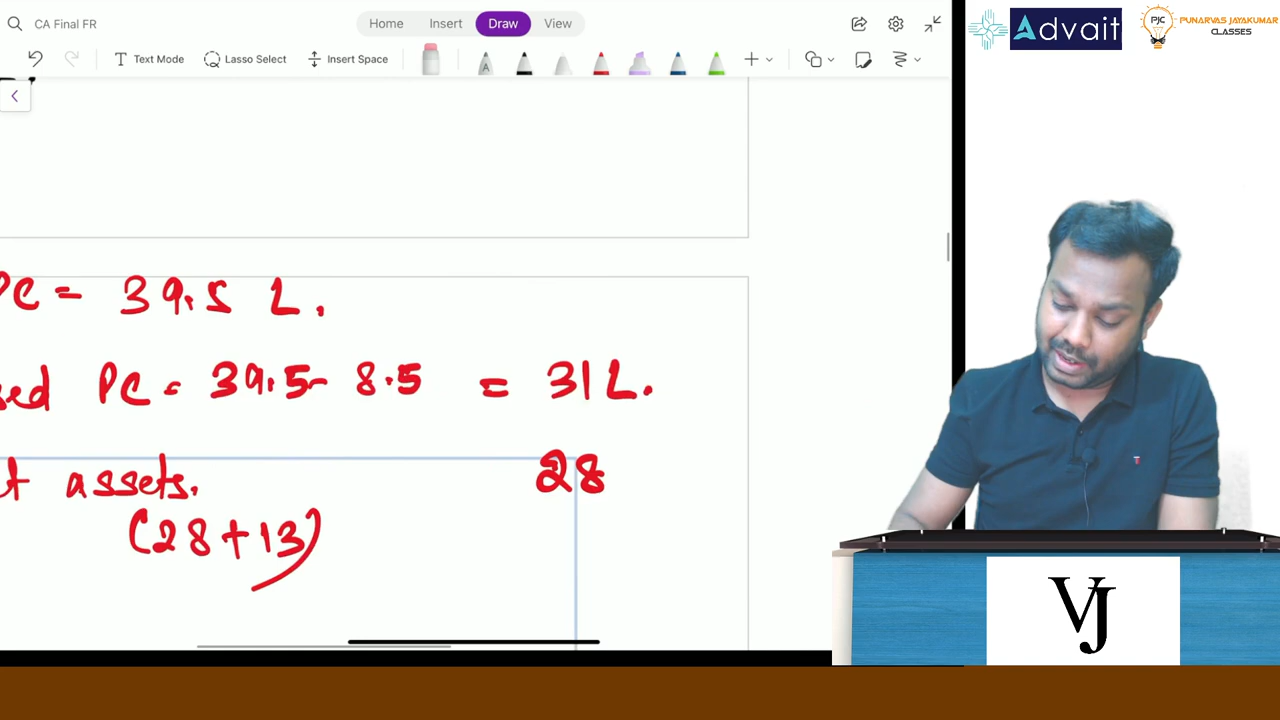 CA Final FR
Home Insert Draw View
Text Mode Lasso Select Insert Space
A
Advait
PJC
PUNARVAS JAYAKUMAR
CLASSES
PC = 39.5 L.
sed PC = 39.5 - 8.5 = 31 L.
t assets. 28
(28 + 13)
VJ